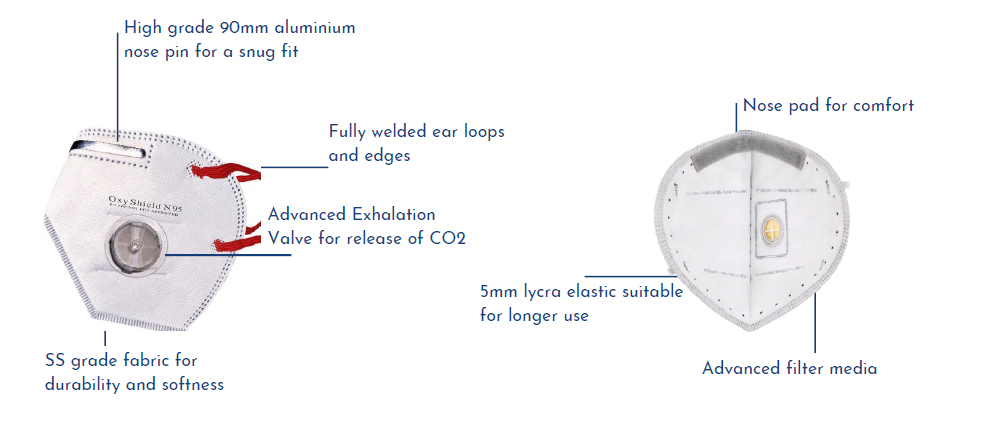 High grade 90mm aluminium
nose pin for a snug fit
Fully welded ear loops
and edges
OxyShield N95
Advanced Exhalation
Valve for release of CO2
SS grade fabric for
durability and softness
Nose pad for comfort
5mm lycra elastic suitable
for longer use
Advanced filter media